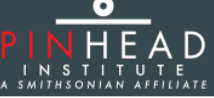 PINHEAD
INSTITUTE
A SMITHSONIAN AFFILIATE